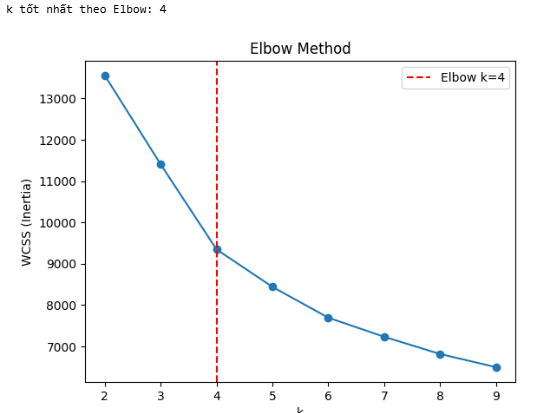 k tốt nhất theo Elbow: 4
Elbow Method
Elbow k=4
WCSS (Inertia)
13000
12000
11000
10000
9000
8000
7000
2 3 4 5 6 7 8 9
k